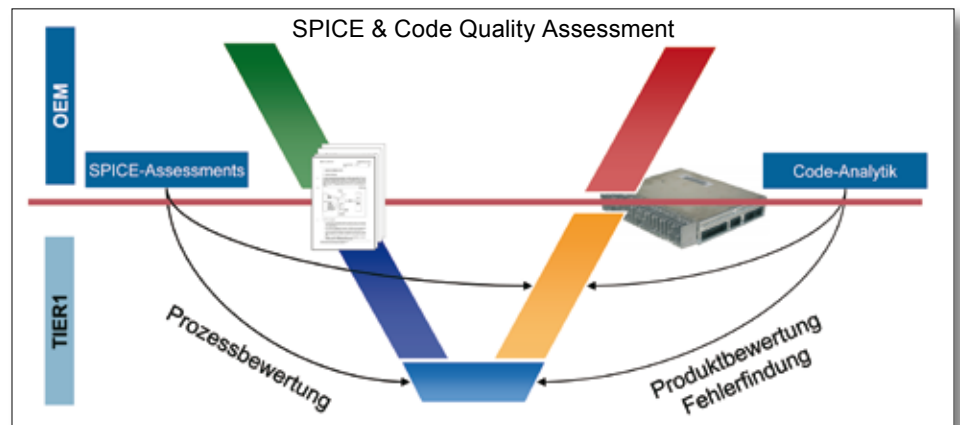 SPICE & Code Quality Assessment
OEM
SPICE-Assessments
Code-Analytik
TIER1
Prozessbewertung
Produktbewertung
Fehlerfindung